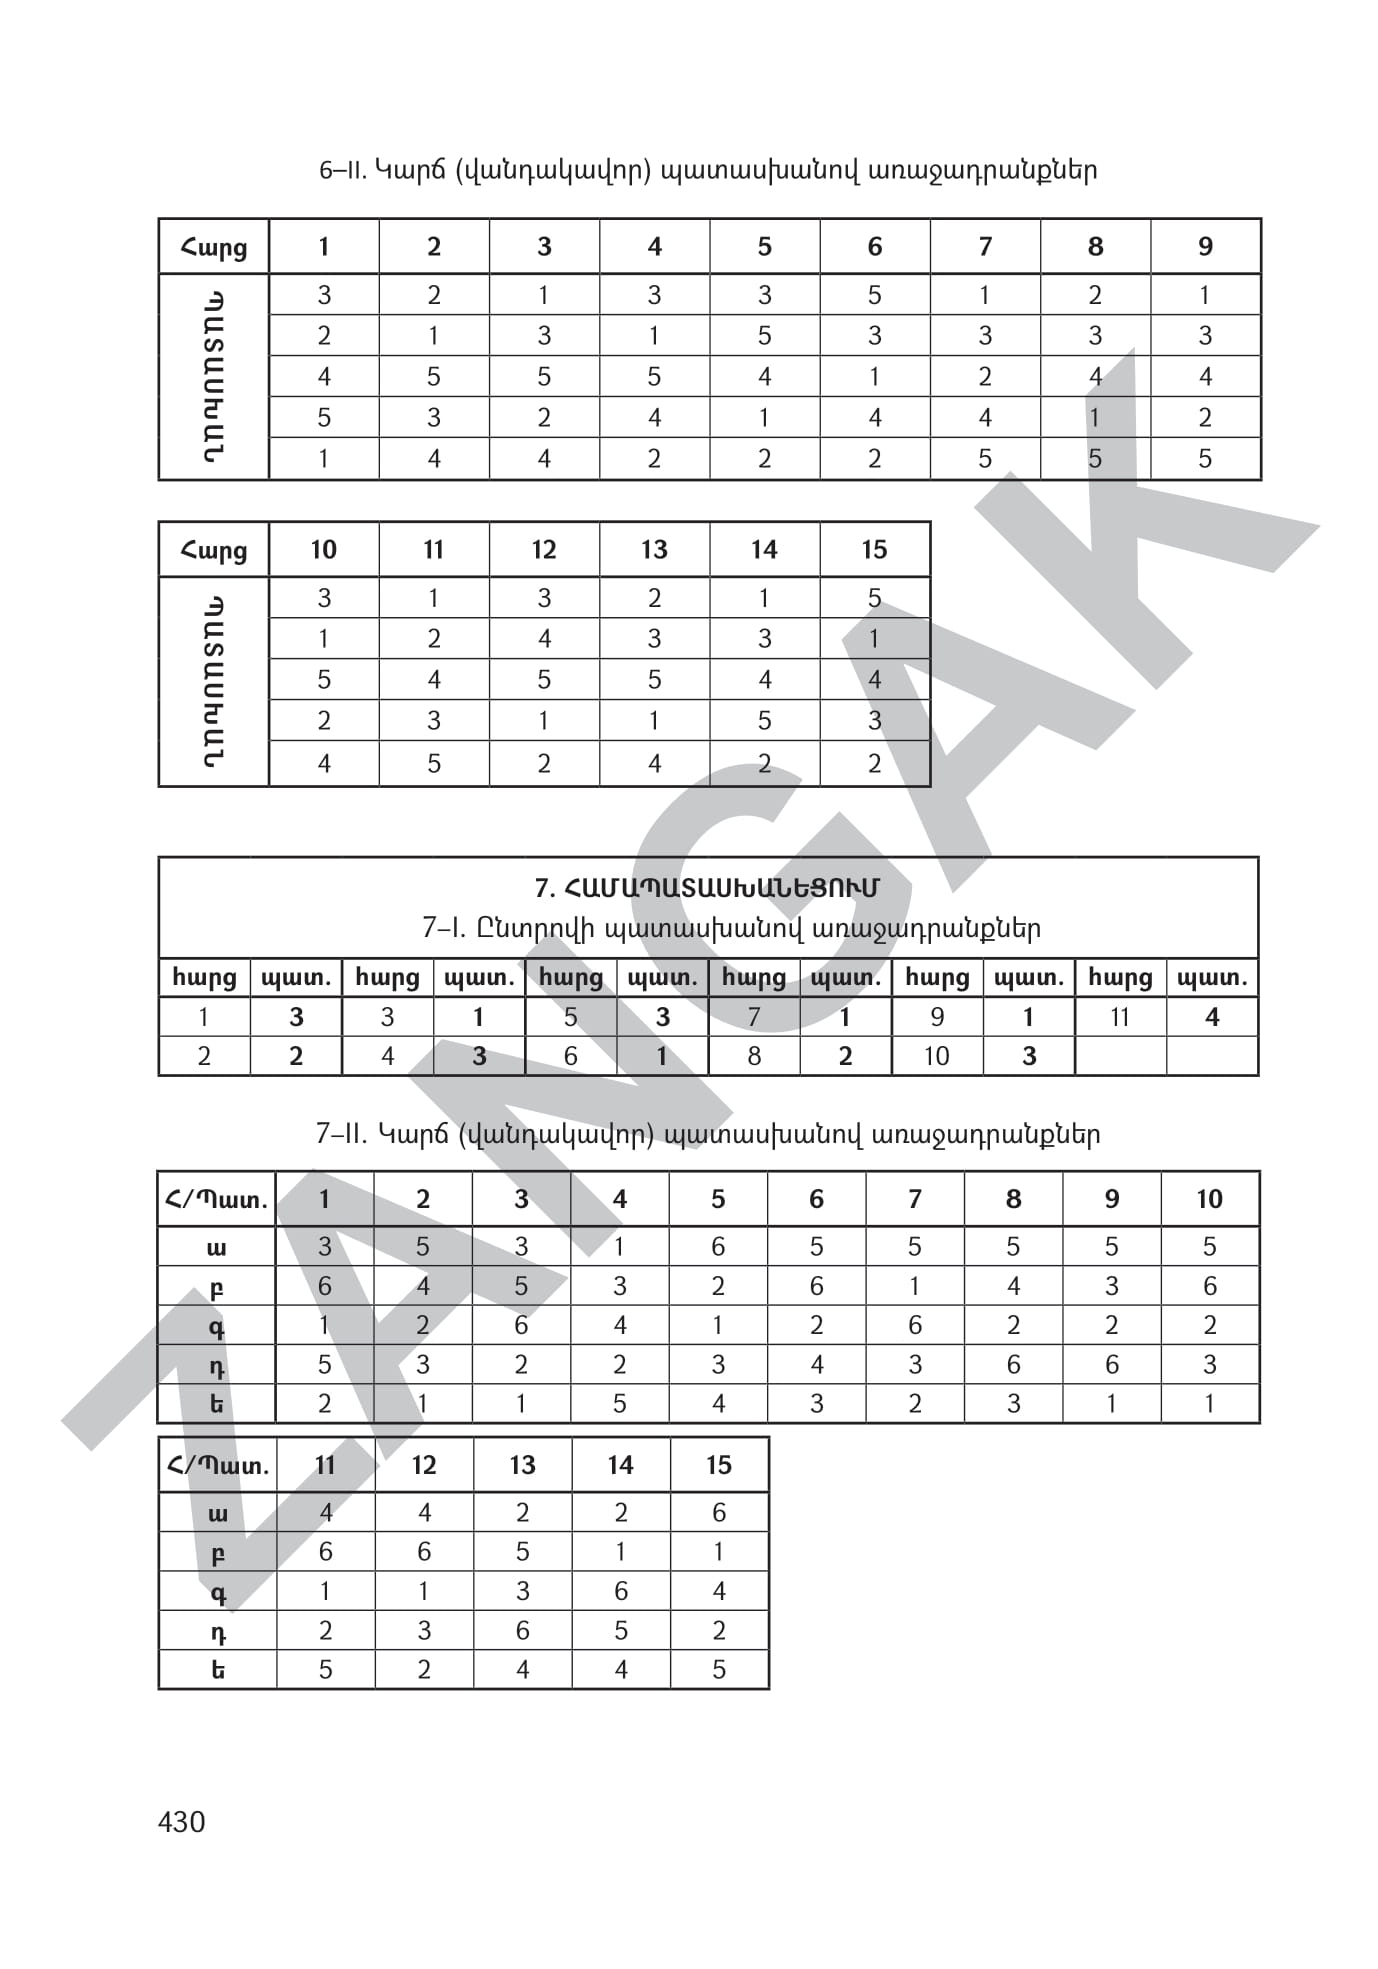 6–II. Կարճ (վանդակավոր) պատասխանով առաջադրանքներ
Հարց 1 2 3 4 5 6 7 8 9
Պատասխան
3 2 1 3 3 5 1 2 1
2 1 3 1 5 3 3 3 3
4 5 5 5 4 1 2 4 4
5 3 2 4 1 4 4 1 2
1 4 4 2 2 2 5 5 5
Հարց 10 11 12 13 14 15
3 1 3 2 1 5
1 2 4 3 3 1
5 4 5 5 4 4
2 3 1 1 5 3
4 5 2 4 2 2
7. ՀԱՄԱՊԱՏԱՍԽԱՆԵՑՈՒՄ
7–I. Ընտրովի պատասխանով առաջադրանքներ
հարց պատ. հարց պատ. հարց պատ. հարց պատ. հարց պատ. հարց պատ.
1 3 3 1 5 3 7 1 9 1 11 4
2 2 4 3 6 1 8 2 10 3
7–II. Կարճ (վանդակավոր) պատասխանով առաջադրանքներ
Հ/Պատ. 1 2 3 4 5 6 7 8 9 10
ա 3 5 3 1 6 5 5 5 5 5
բ 6 4 5 3 2 6 1 4 3 6
գ 1 2 6 4 1 2 6 2 2 2
դ 5 3 2 2 3 4 3 6 6 3
ե 2 1 1 5 4 3 2 3 1 1
Հ/Պատ. 11 12 13 14 15
ա 4 4 2 2 6
բ 6 6 5 1 1
գ 1 1 3 6 4
դ 2 3 6 5 2
ե 5 2 4 4 5
430
ZANGAK